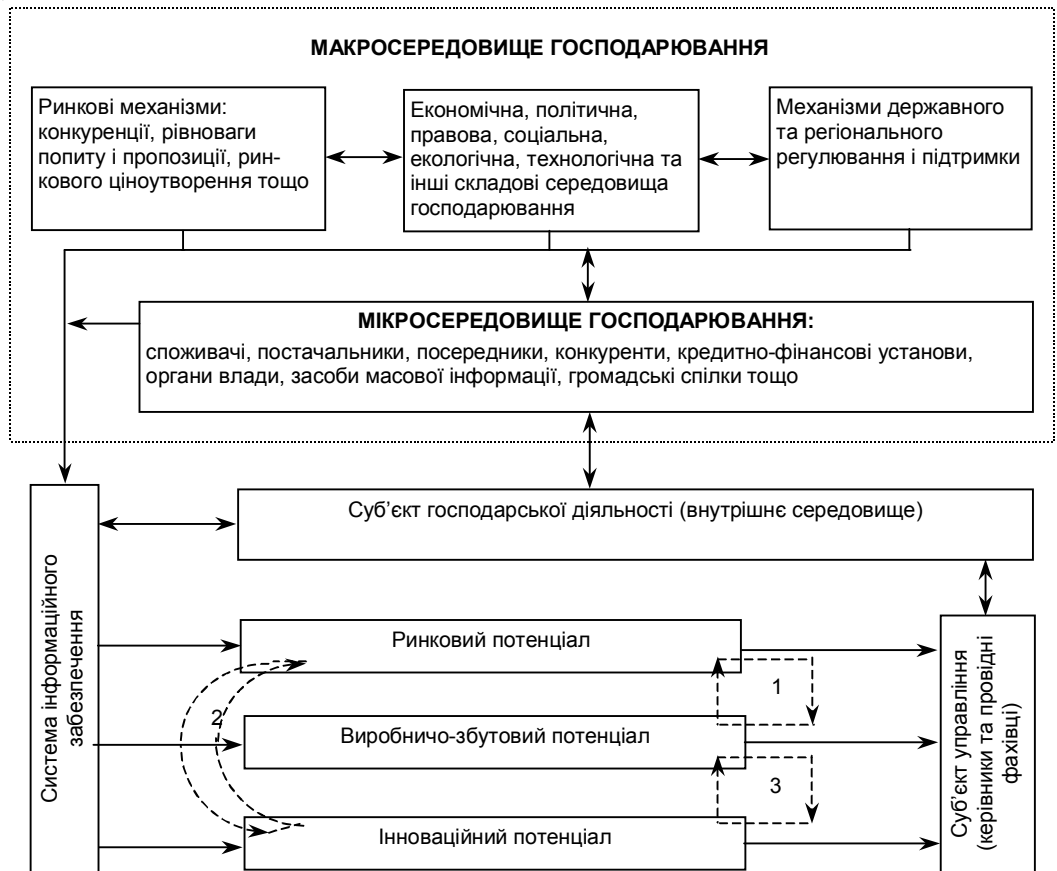 МАКРОСЕРЕДОВИЩЕ ГОСПОДАРЮВАННЯ
Ринкові механізми:
конкуренції, рівноваги
попиту і пропозиції, рин-
кового ціноутворення тощо
Економічна, політична,
правова, соціальна,
екологічна, технологічна та
інші складові середовища
господарювання
Механізми державного
та регіонального
регулювання і підтримки
МІКРОСЕРЕДОВИЩЕ ГОСПОДАРЮВАННЯ:
споживачі, постачальники, посередники, конкуренти, кредитно-фінансові установи,
органи влади, засоби масової інформації, громадські спілки тощо
Суб’єкт господарської діяльності (внутрішнє середовище)
Система інформаційного
забезпечення
Ринковий потенціал
1
2
Виробничо-збутовий потенціал
3
Інноваційний потенціал
Суб’єкт управління
(керівники та провідні
фахівці)